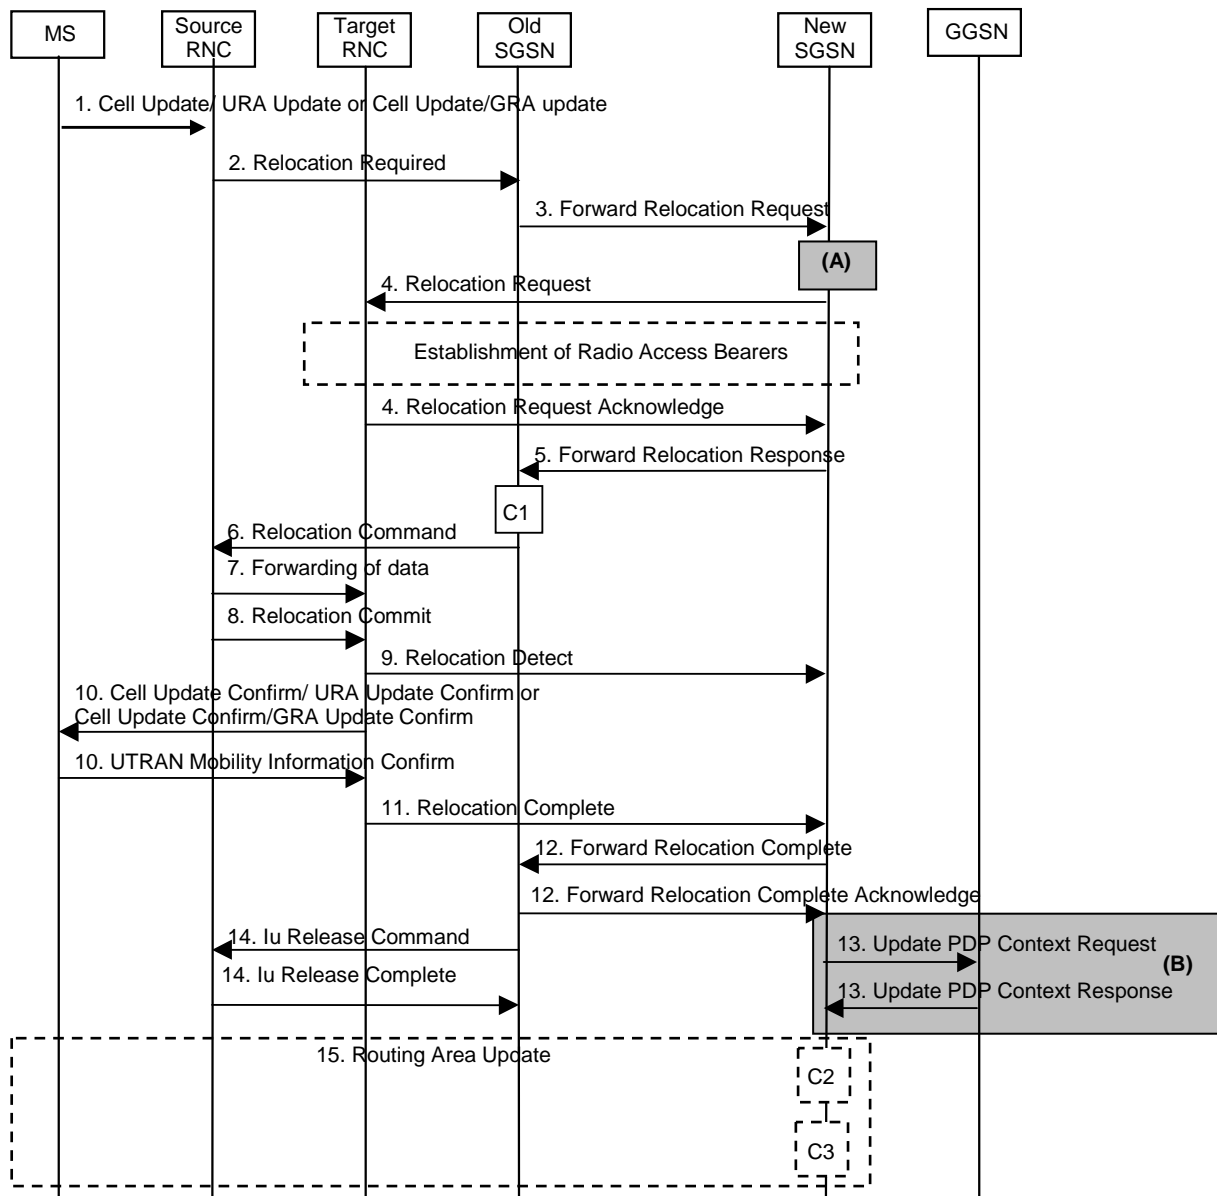 MS
Source
RNC
Target
RNC
Old
SGSN
New
SGSN
GGSN
1. Cell Update/ URA Update or Cell Update/GRA update
2. Relocation Required
3. Forward Relocation Request
(A)
4. Relocation Request
Establishment of Radio Access Bearers
4. Relocation Request Acknowledge
5. Forward Relocation Response
C1
6. Relocation Command
7. Forwarding of data
8. Relocation Commit
9. Relocation Detect
10. Cell Update Confirm/ URA Update Confirm or
Cell Update Confirm/GRA Update Confirm
10. UTRAN Mobility Information Confirm
11. Relocation Complete
12. Forward Relocation Complete
12. Forward Relocation Complete Acknowledge
14. Iu Release Command
13. Update PDP Context Request
(B)
14. Iu Release Complete
13. Update PDP Context Response
15. Routing Area Update
C2
C3